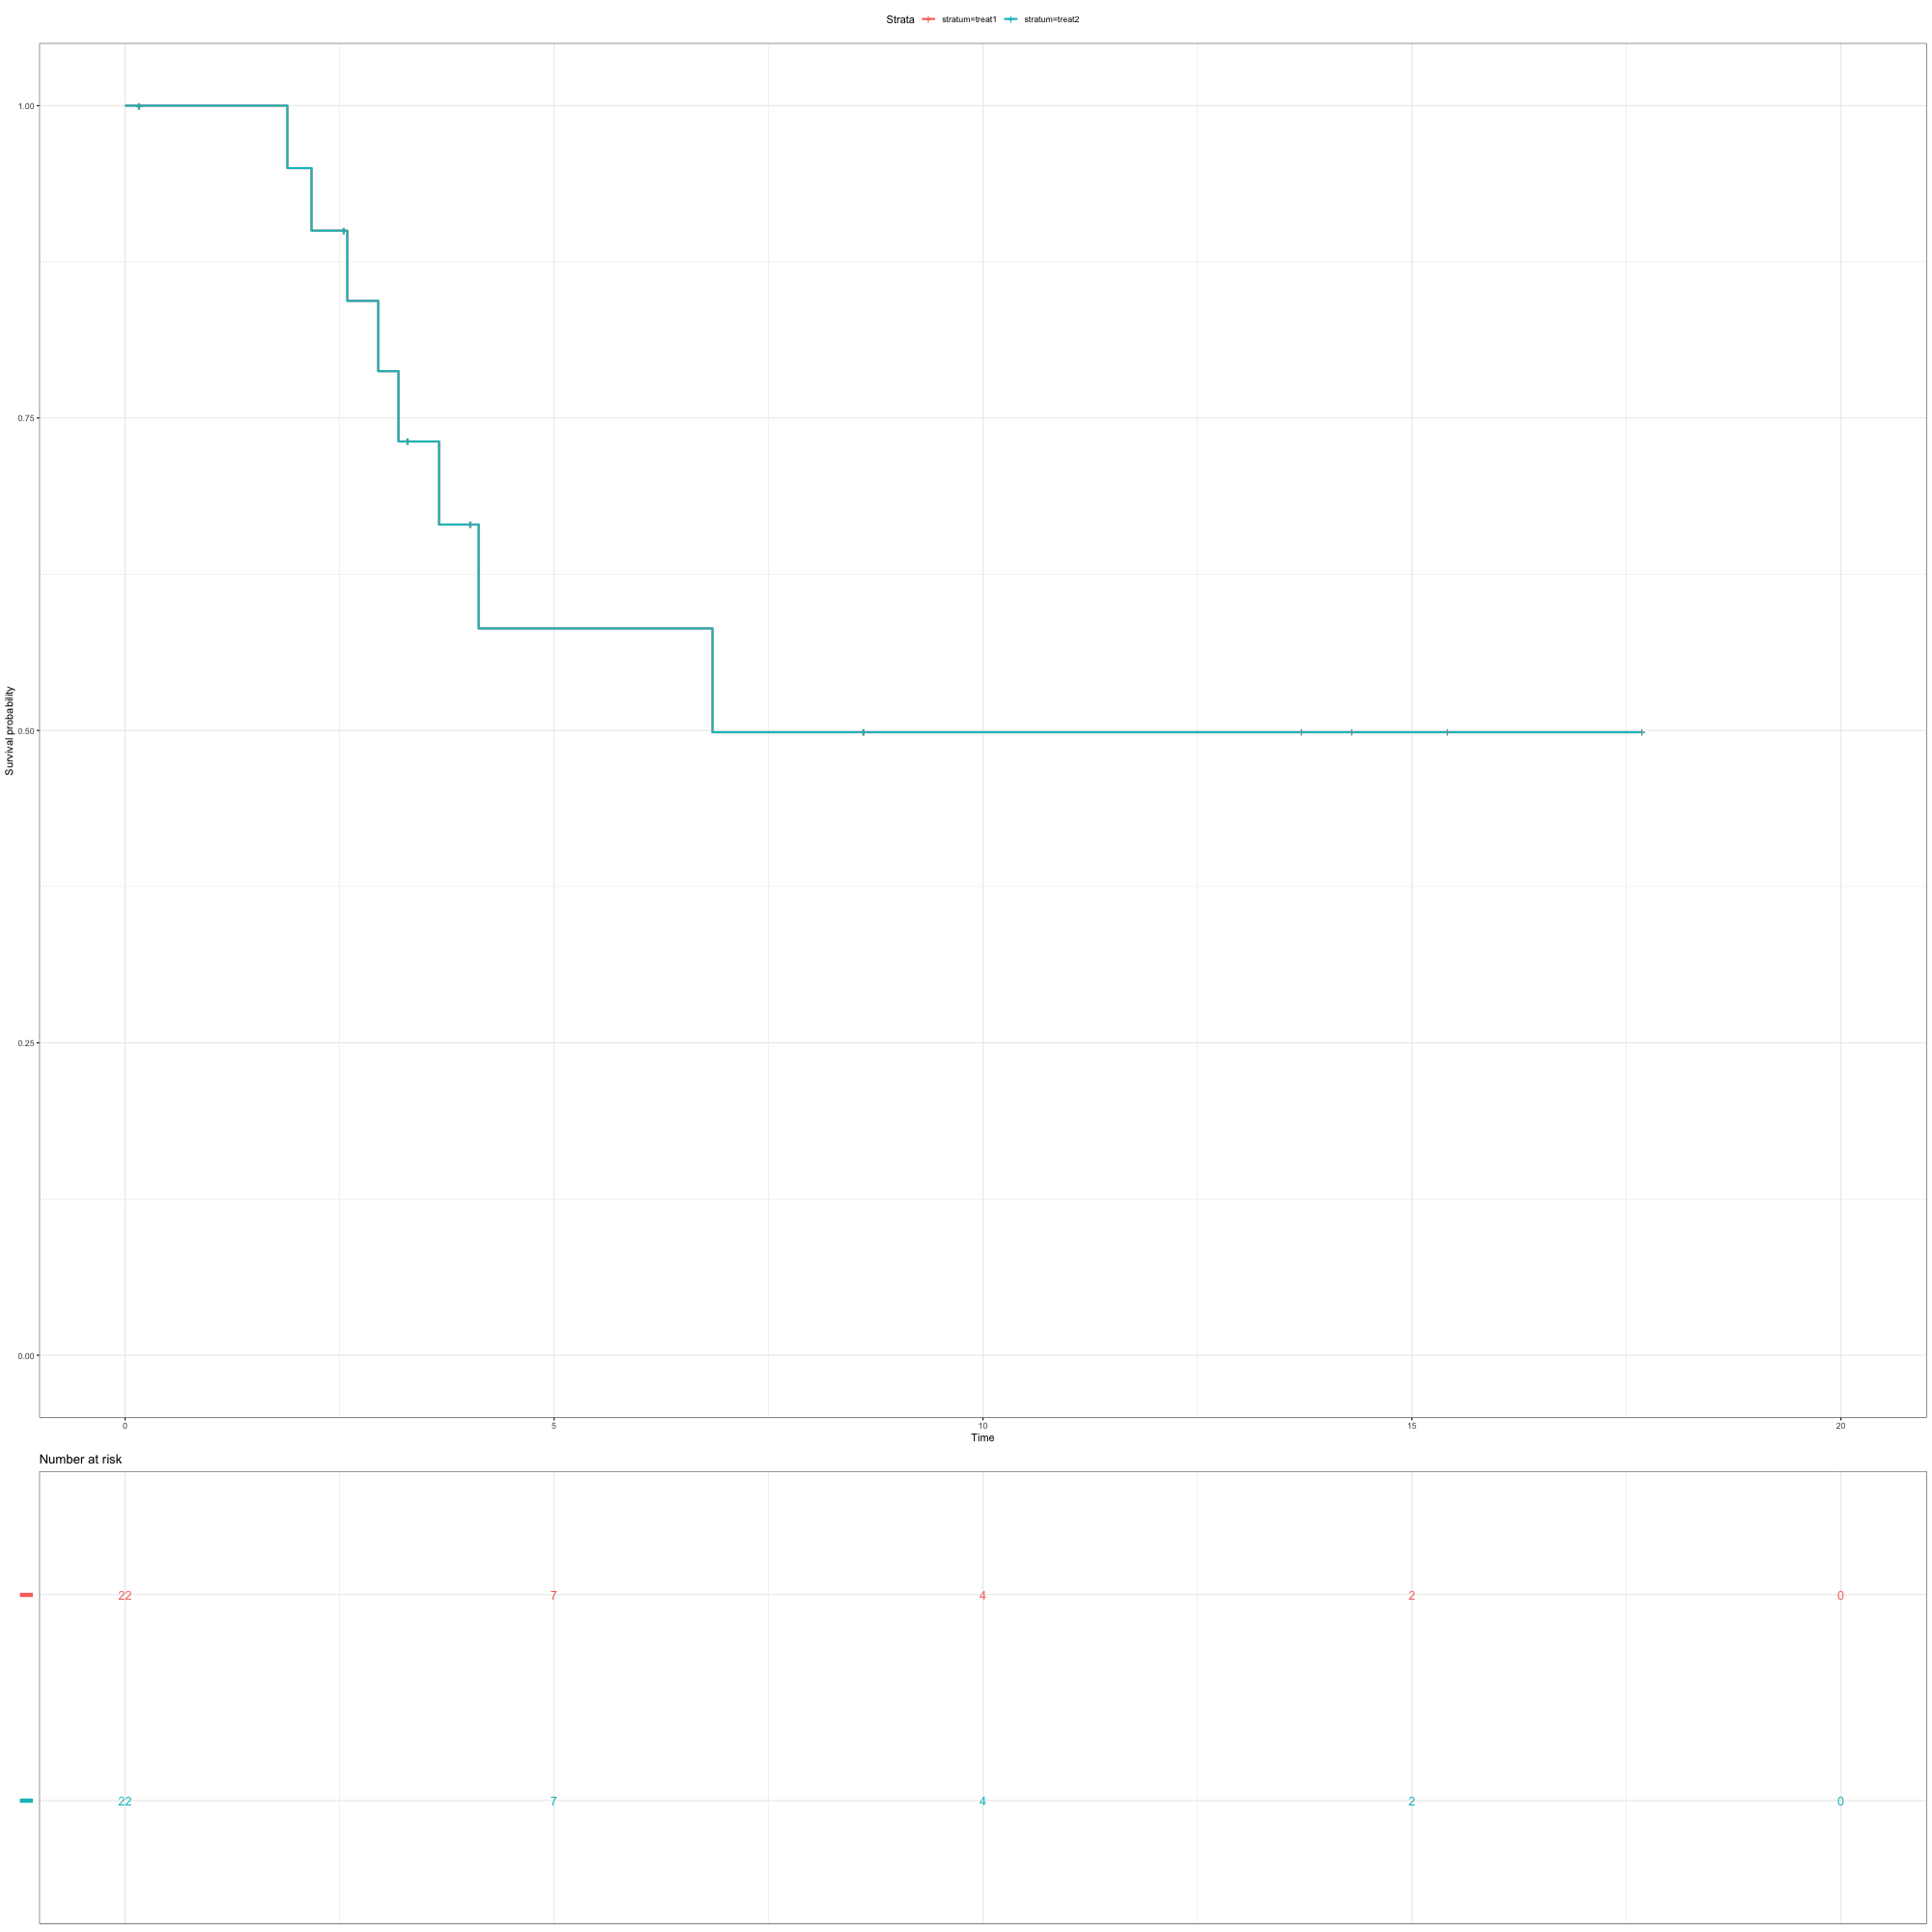 Strata stratum=treat1 stratum=treat2
1.00
0.75
0.50
0.25
0.00
Survival probability
0 5 10 15 20
Time
Number at risk
22 7 4 2 0
22 7 4 2 0